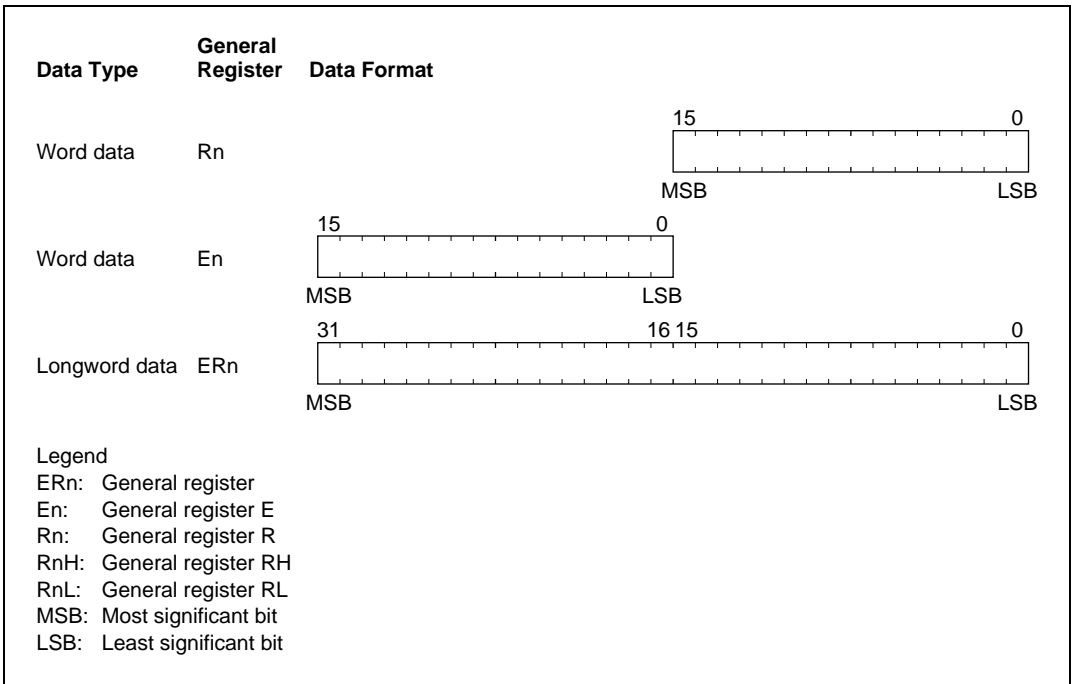 General
Data Type Register Data Format
15 0
Word data Rn
MSB LSB
15 0
Word data En
MSB LSB
31 16 15 0
Longword data ERn
MSB LSB
Legend
ERn: General register
En: General register E
Rn: General register R
RnH: General register RH
RnL: General register RL
MSB: Most significant bit
LSB: Least significant bit